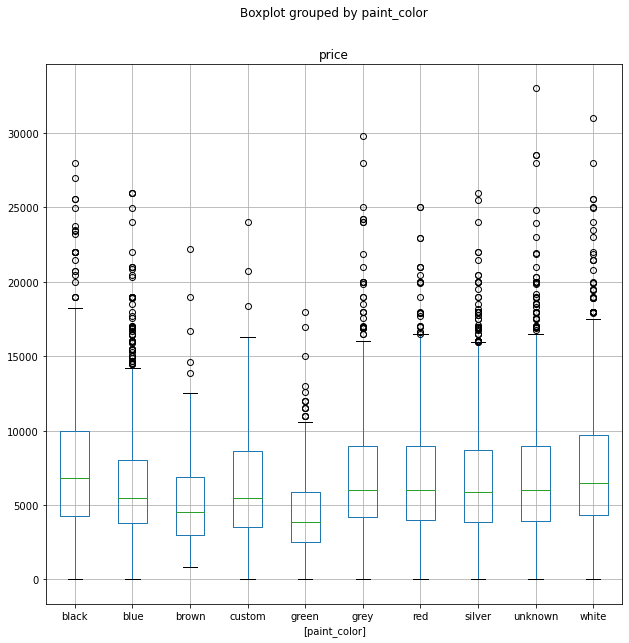 Boxplot grouped by paint_color
price
30000
25000
20000
15000
10000
5000
0
black blue brown custom green grey red silver unknown white
[paint_color]